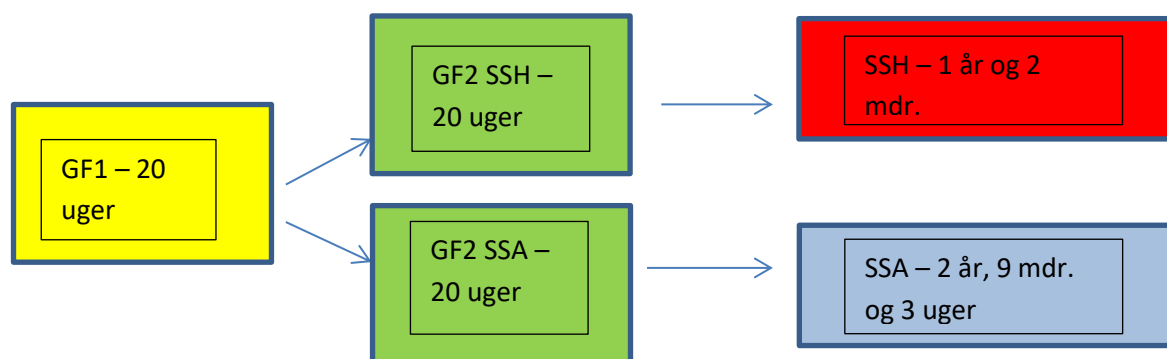 GF1 – 20
uger
GF2 SSH –
20 uger
SSH – 1 år og 2
mdr.
GF2 SSA –
20 uger
SSA – 2 år, 9 mdr.
og 3 uger